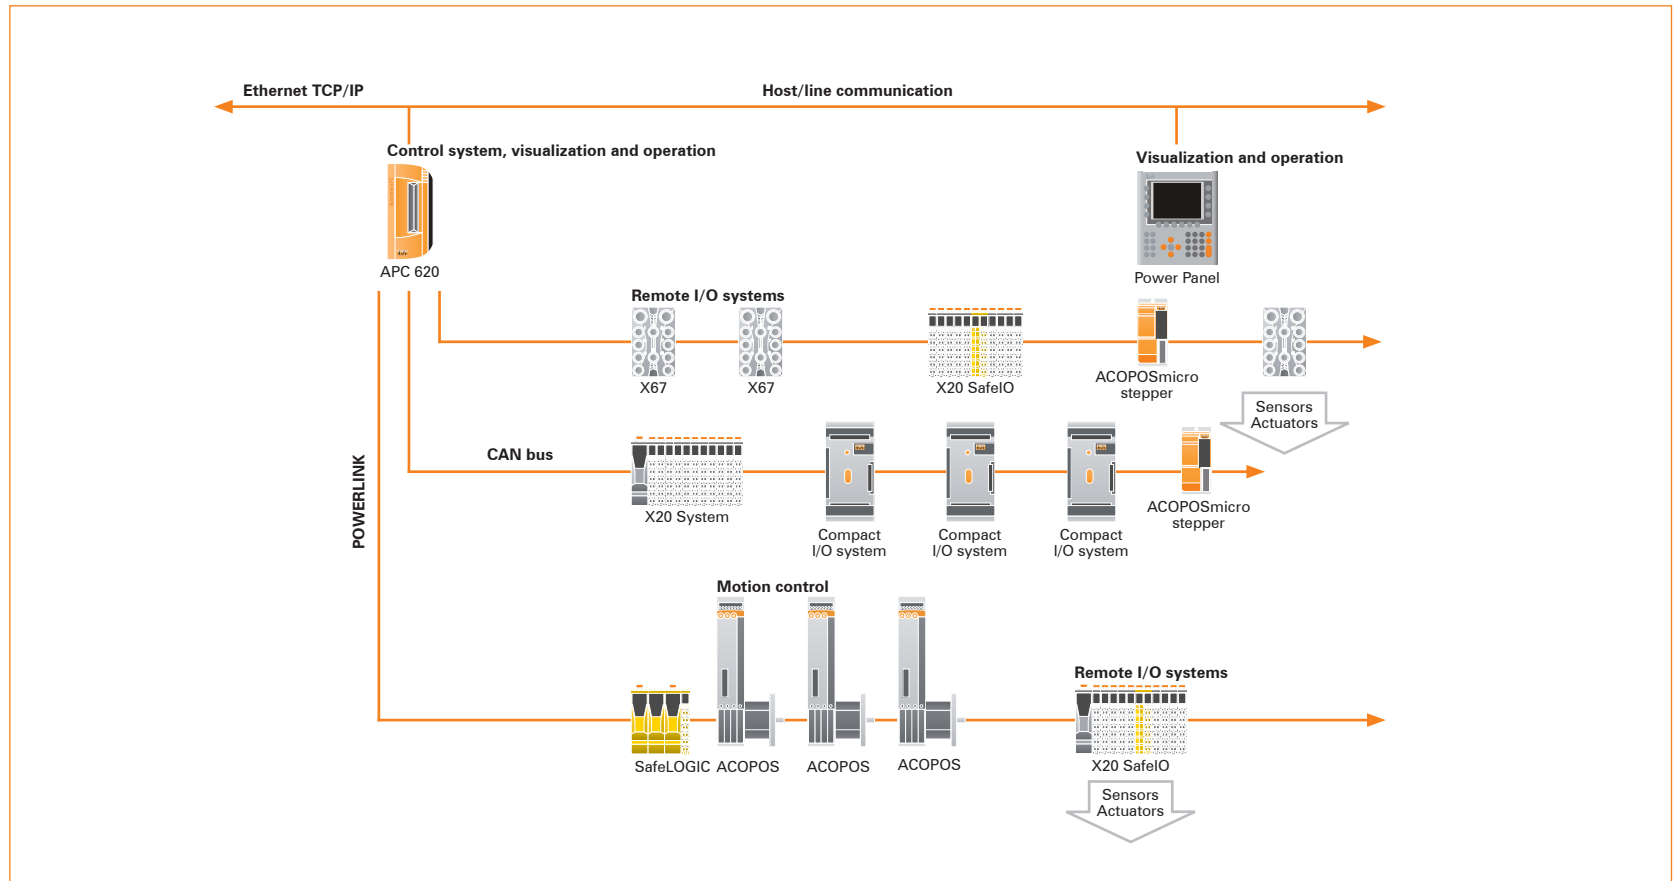 Ethernet TCP/IP
Host/line communication
Control system, visualization and operation
Visualization and operation
APC 620
Power Panel
Remote I/O systems
X67
X67
X20 SafeIO
ACOPOSmicro
stepper
Sensors
Actuators
CAN bus
POWERLINK
X20 System
Compact
I/O system
Compact
I/O system
Compact
I/O system
ACOPOSmicro
stepper
Motion control
Remote I/O systems
SafeLOGIC
ACOPOS
ACOPOS
ACOPOS
X20 SafeIO
Sensors
Actuators